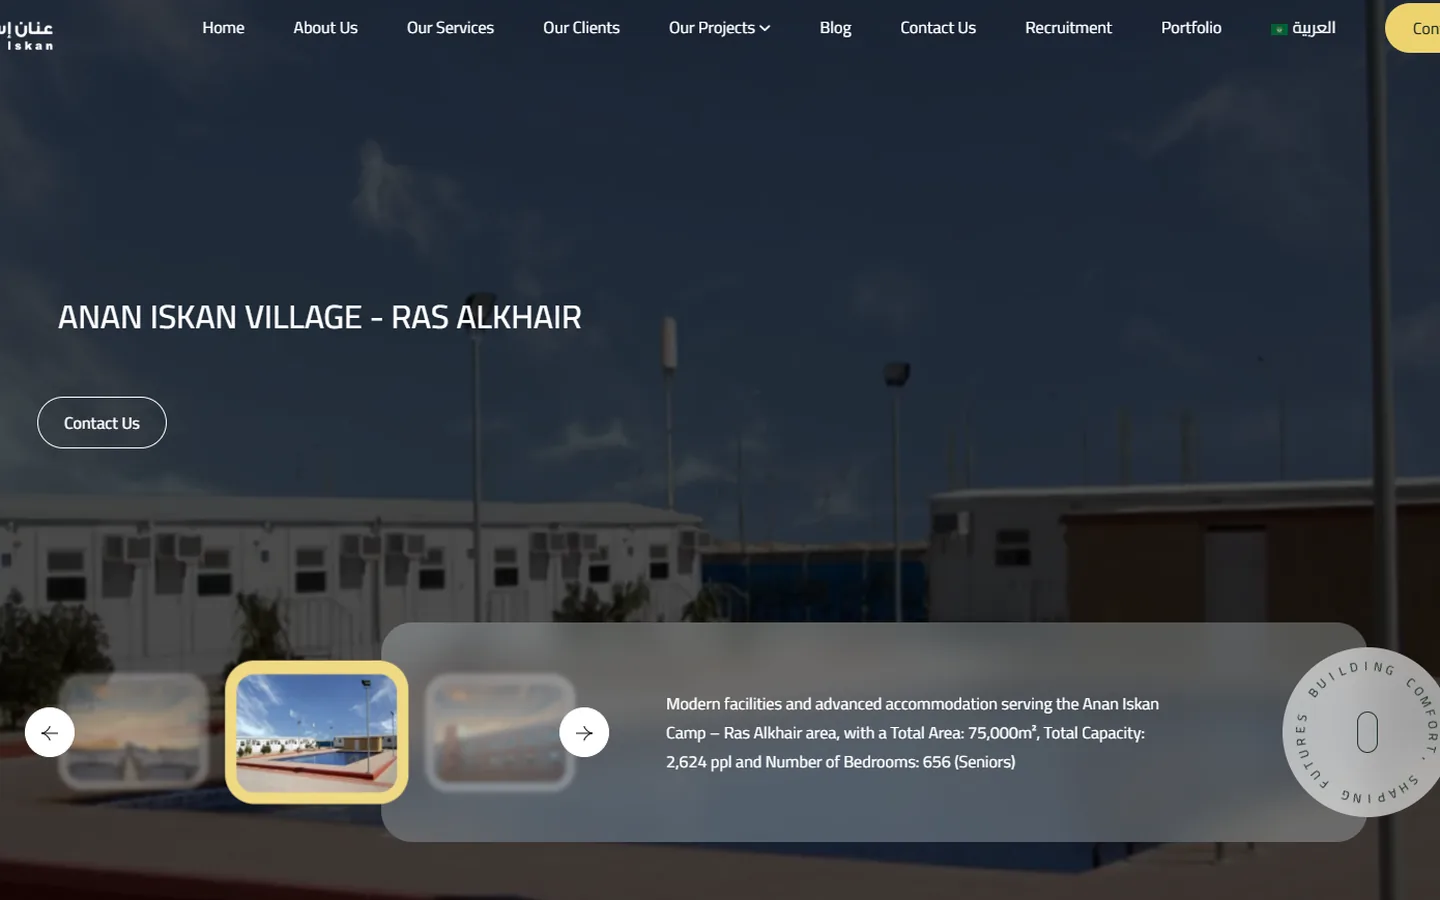 عنان
Iskan
Home
About Us
Our Services
Our Clients
Our Projects
Blog
Contact Us
Recruitment
Portfolio
العربية
ANAN ISKAN VILLAGE - RAS ALKHAIR
Contact Us
Modern facilities and advanced accommodation serving the Anan Iskan
Camp – Ras Alkhair area, with a Total Area: 75,000m², Total Capacity:
2,624 ppl and Number of Bedrooms: 656 (Seniors)
BUILDING COMFORT · SHAPING FUTURES